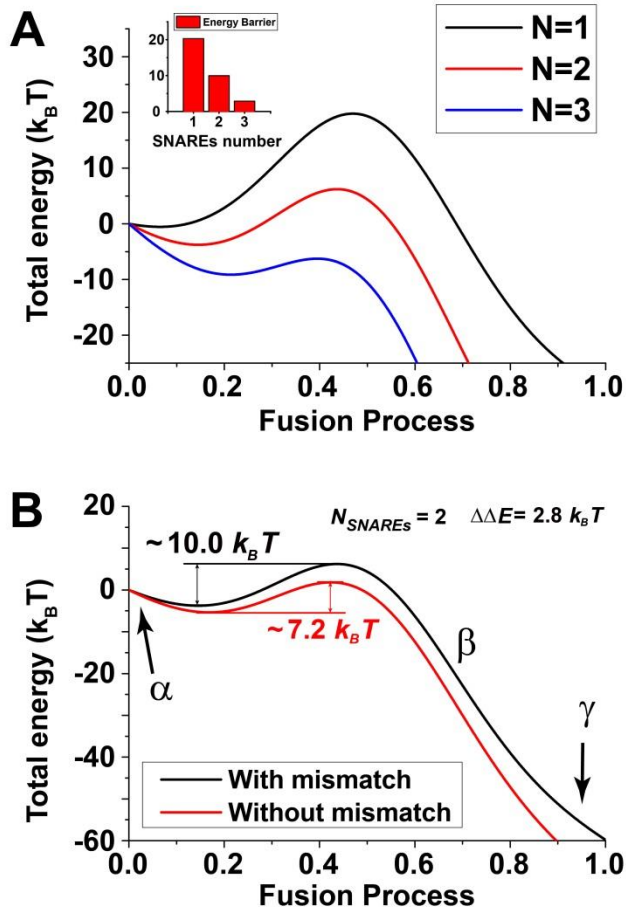 A
Energy Barrier
20
10
0
1 2 3
SNAREs number
N=1
N=2
N=3
Total energy (kBT)
30
20
10
0
-10
-20
0.0 0.2 0.4 0.6 0.8 1.0
Fusion Process
B
NSNAREs = 2 ΔΔE= 2.8 kBT
~ 10.0 kBT
~ 7.2 kBT
α
β
γ
With mismatch
Without mismatch
Total energy (kBT)
20
0
-20
-40
-60
0.0 0.2 0.4 0.6 0.8 1.0
Fusion Process